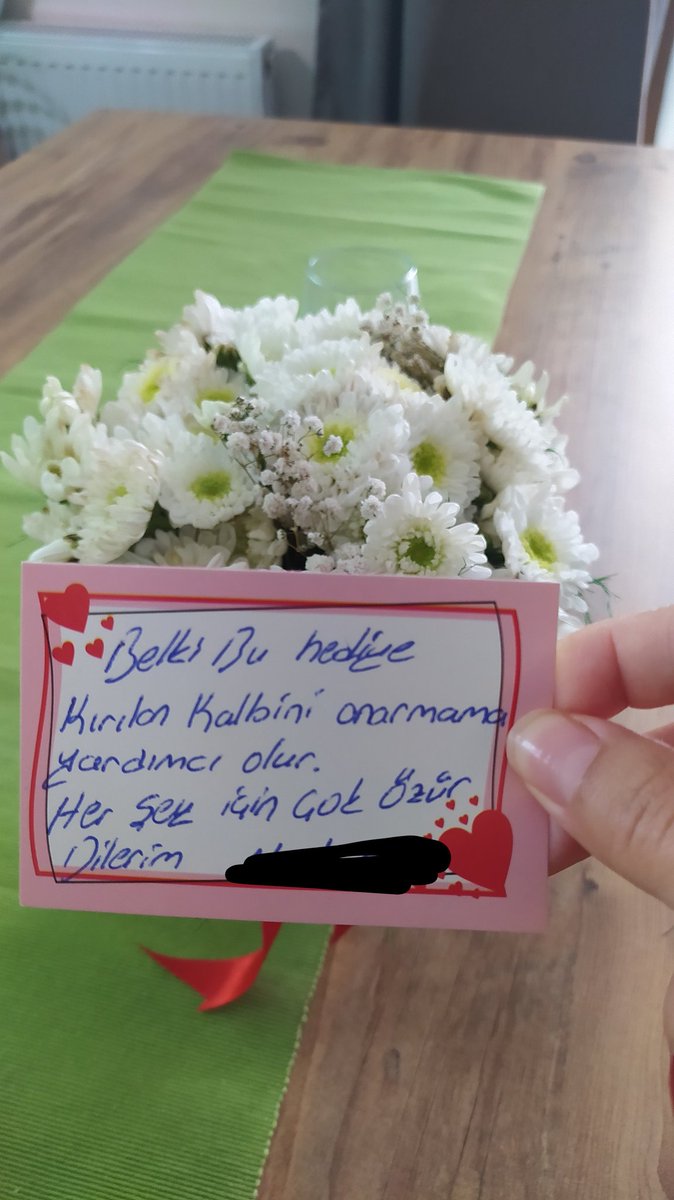 Belki Bu hediye
Kırılan Kalbini onarmama
yardımcı olur.
Her Şey için Çok Özür
Dilerim